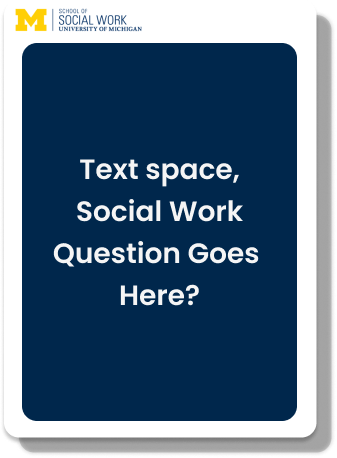 M
SCHOOL OF
SOCIAL WORK
UNIVERSITY OF MICHIGAN
Text space,
Social Work
Question Goes
Here?